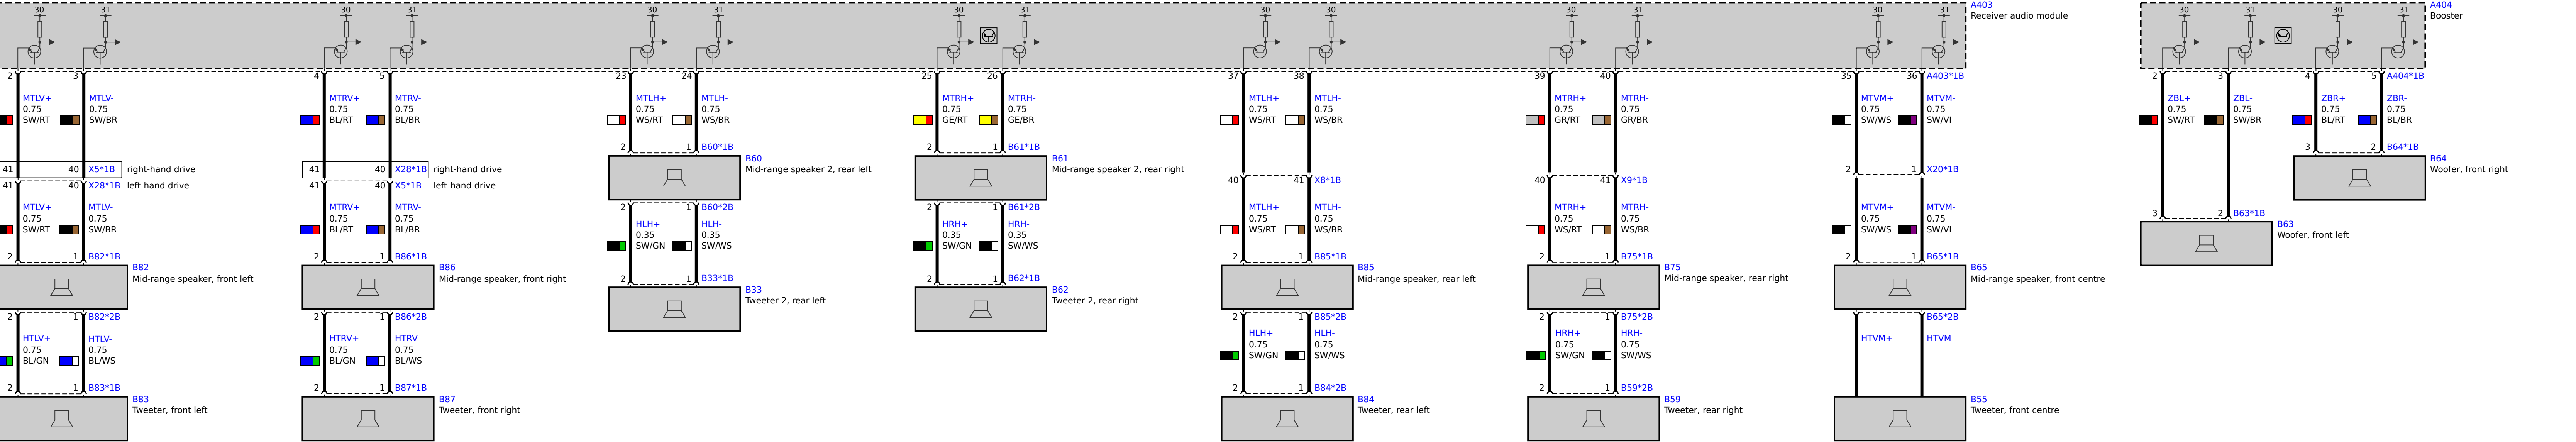 30 31 30 31 30 31 30 31 30 30 30 31 30 31 A403 30 31 30 31 A404
Receiver audio module Booster
2 3 4 5 23 24 25 26 37 38 39 40 35 36 A403*1B 2 3 4 5 A404*1B
MTLV+ MTLV- MTRV+ MTRV- MTLH+ MTLH- MTRH+ MTRH- MTLH+ MTLH- MTRH+ MTRH- MTVM+ MTVM- ZBL+ ZBL- ZBR+ ZBR-
0.75 0.75 0.75 0.75 0.75 0.75 0.75 0.75 0.75 0.75 0.75 0.75 0.75 0.75 0.75 0.75 0.75 0.75
SW/RT SW/BR BL/RT BL/BR WS/RT WS/BR GE/RT GE/BR WS/RT WS/BR GR/RT GR/BR SW/WS SW/VI SW/RT SW/BR BL/RT BL/BR
2 1 B60*1B 2 1 B61*1B 3 2 B64*1B
B60 B61 B64
41 40 X5*1B right-hand drive 41 40 X28*1B right-hand drive Mid-range speaker 2, rear left Mid-range speaker 2, rear right 2 1 X20*1B Woofer, front right
41 40 X28*1B left-hand drive 41 40 X5*1B left-hand drive 40 41 X8*1B 40 41 X9*1B
MTLV+ MTLV- MTRV+ MTRV- 2 1 B60*2B 2 1 B61*2B MTLH+ MTLH- MTRH+ MTRH- MTVM+ MTVM- 3 2 B63*1B
0.75 0.75 0.75 0.75 HLH+ HLH- HRH+ HRH- 0.75 0.75 0.75 0.75 0.75 0.75 B63
SW/RT SW/BR BL/RT BL/BR 0.35 0.35 0.35 0.35 WS/RT WS/BR WS/RT WS/BR SW/WS SW/VI Woofer, front left
SW/GN SW/WS SW/GN SW/WS
2 1 B82*1B 2 1 B86*1B 2 1 B85*1B 2 1 B75*1B 2 1 B65*1B
B82 B86 B85 B75 B65
Mid-range speaker, front left Mid-range speaker, front right 2 1 B33*1B 2 1 B62*1B Mid-range speaker, rear left Mid-range speaker, rear right Mid-range speaker, front centre
B33 B62
Tweeter 2, rear left Tweeter 2, rear right
2 1 B82*2B 2 1 B86*2B 2 1 B85*2B 2 1 B75*2B B65*2B
HTLV+ HTLV- HTRV+ HTRV- HLH+ HLH- HRH+ HRH- HTVM+ HTVM-
0.75 0.75 0.75 0.75 0.75 0.75 0.75 0.75
BL/GN BL/WS BL/GN BL/WS SW/GN SW/WS SW/GN SW/WS
2 1 B83*1B 2 1 B87*1B 2 1 B84*2B 2 1 B59*2B
B83 B87 B84 B59 B55
Tweeter, front left Tweeter, front right Tweeter, rear left Tweeter, rear right Tweeter, front centre